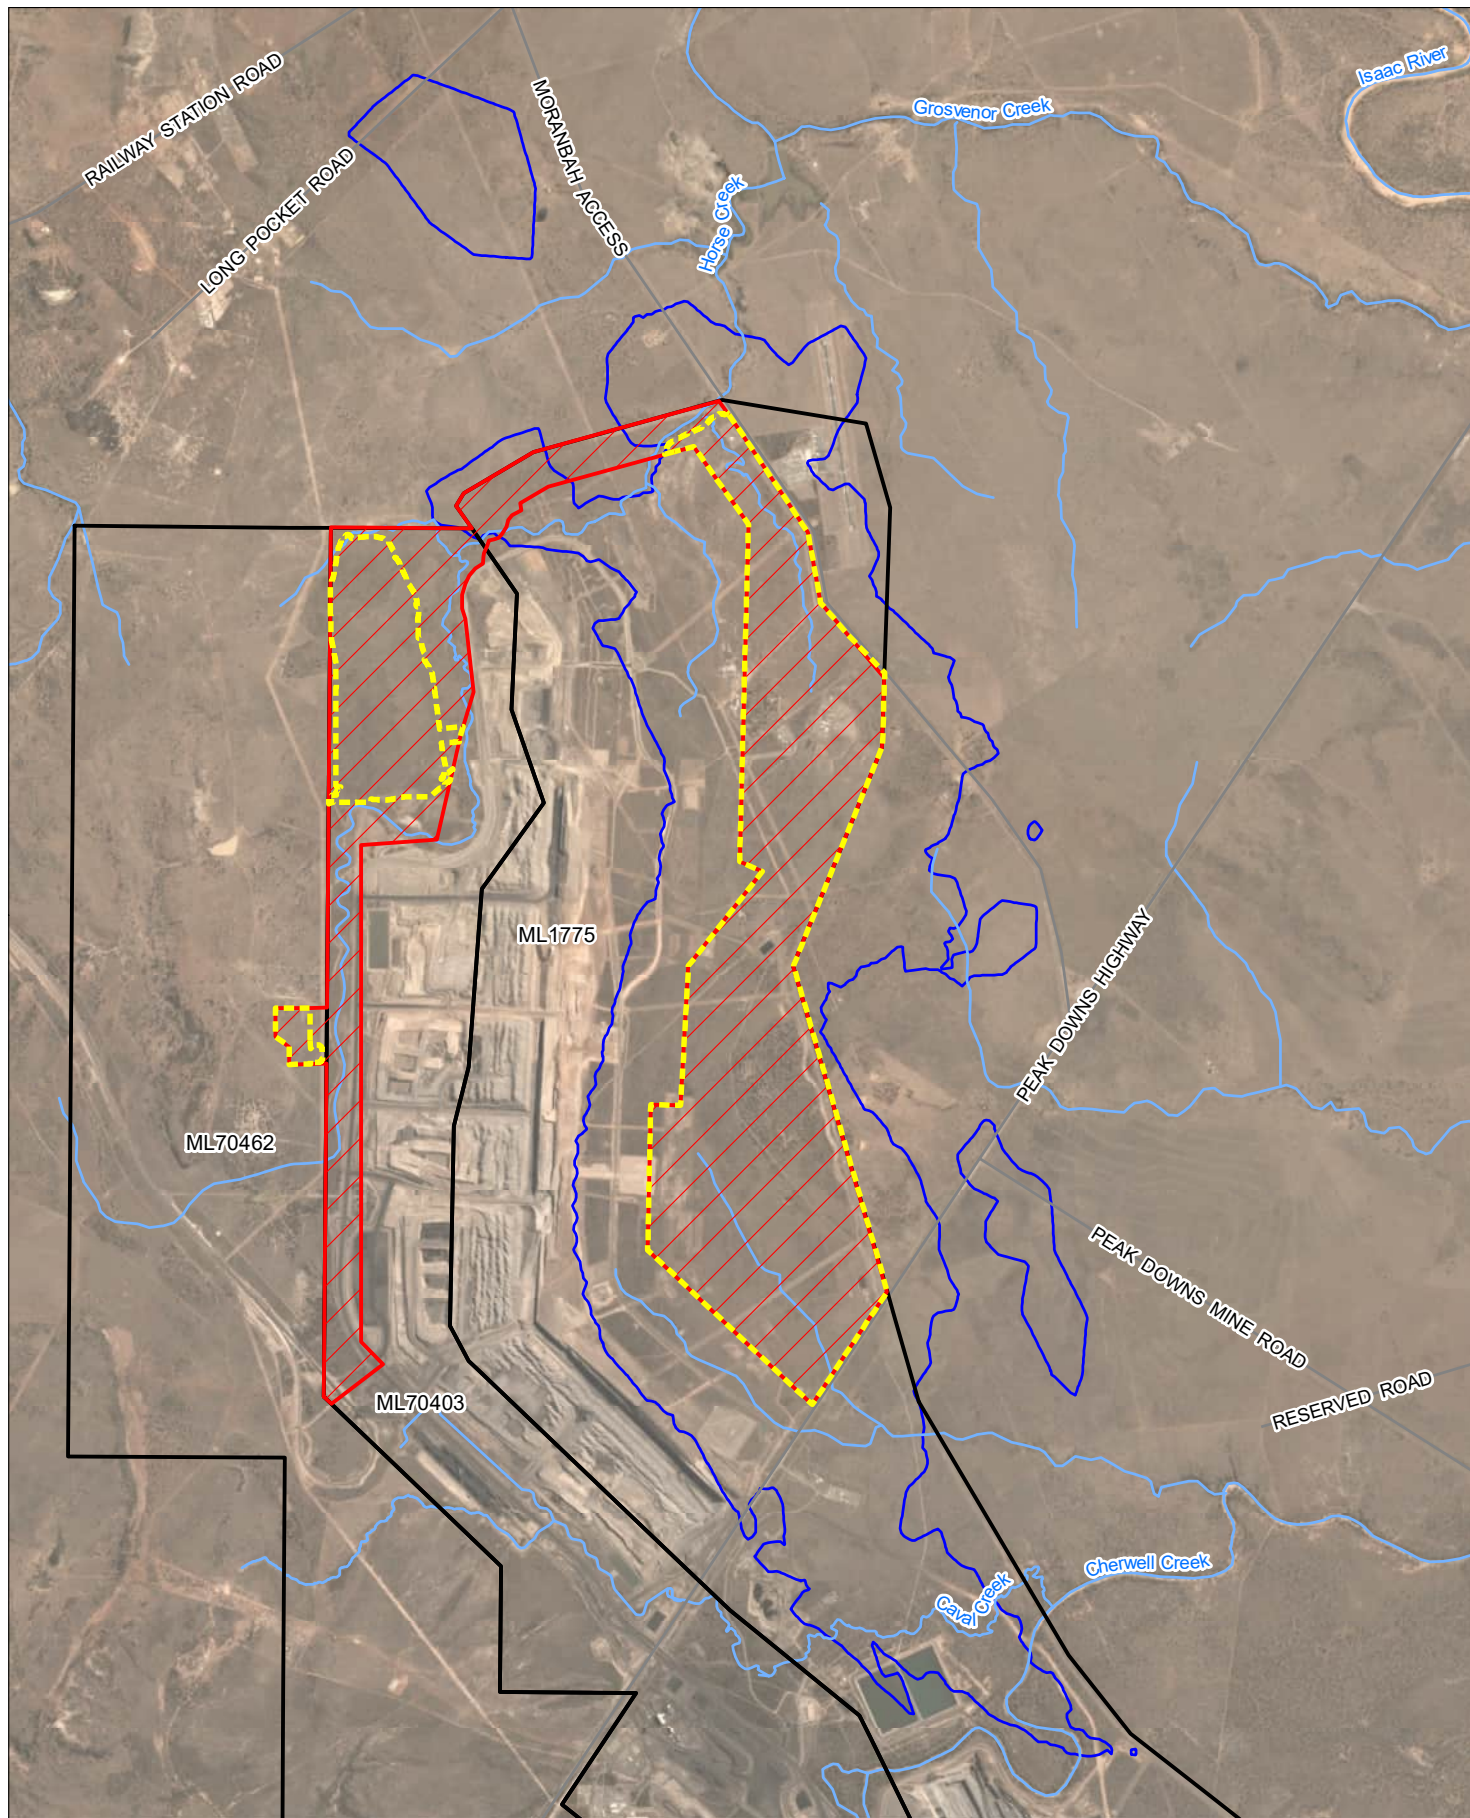 Isaac River
RAILWAY STATION ROAD
Grosvenor Creek
MORANBAH ACCESS
LONG POCKET ROAD
Horse Creek
ML1775
PEAK DOWNS HIGHWAY
ML70462
PEAK DOWNS MINE ROAD
ML70403
RESERVED ROAD
Cherwell Creek
Caval Creek